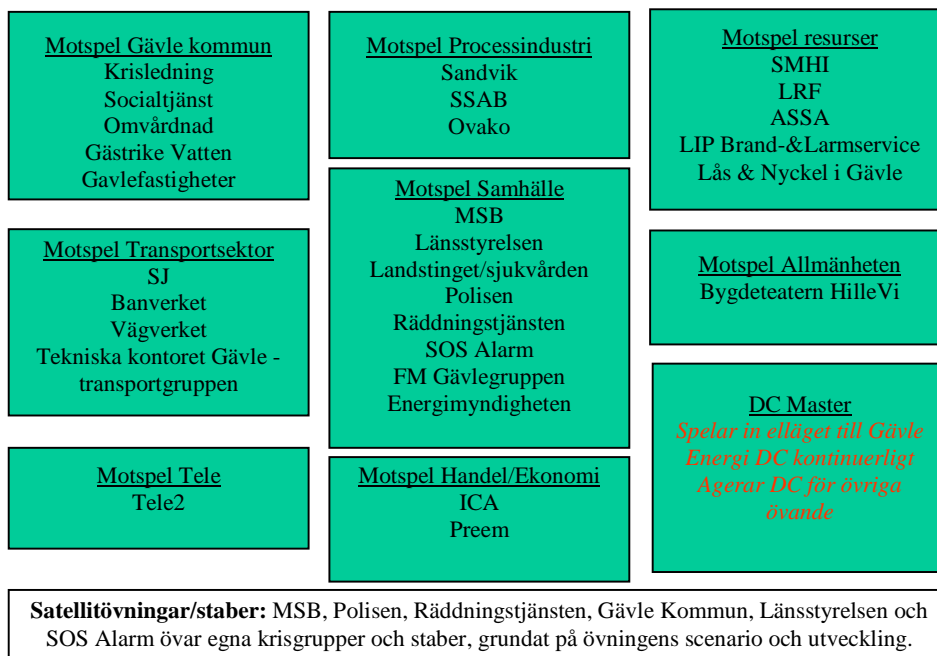 Motspel Gävle kommun
Krisledning
Socialtjänst
Omvårdnad
Gästrike Vatten
Gavlefastigheter
Motspel Transportsektor
SJ
Banverket
Vägverket
Tekniska kontoret Gävle -
transportgruppen
Motspel Tele
Tele2
Motspel Processindustri
Sandvik
SSAB
Ovako
Motspel Samhälle
MSB
Länsstyrelsen
Landstinget/sjukvården
Polisen
Räddningstjänsten
SOS Alarm
FM Gävlegruppen
Energimyndigheten
Motspel Handel/Ekonomi
ICA
Preem
Motspel resurser
SMHI
LRF
ASSA
LIP Brand-&Larmservice
Lås & Nyckel i Gävle
Motspel Allmänheten
Bygdeteatern HilleVi
DC Master
Spelar in elläget till Gävle
Energi DC kontinuerligt
Agerar DC för övriga
övande
Satellitövningar/staber: MSB, Polisen, Räddningstjänsten, Gävle Kommun, Länsstyrelsen och
SOS Alarm övar egna krisgrupper och staber, grundat på övningens scenario och utveckling.